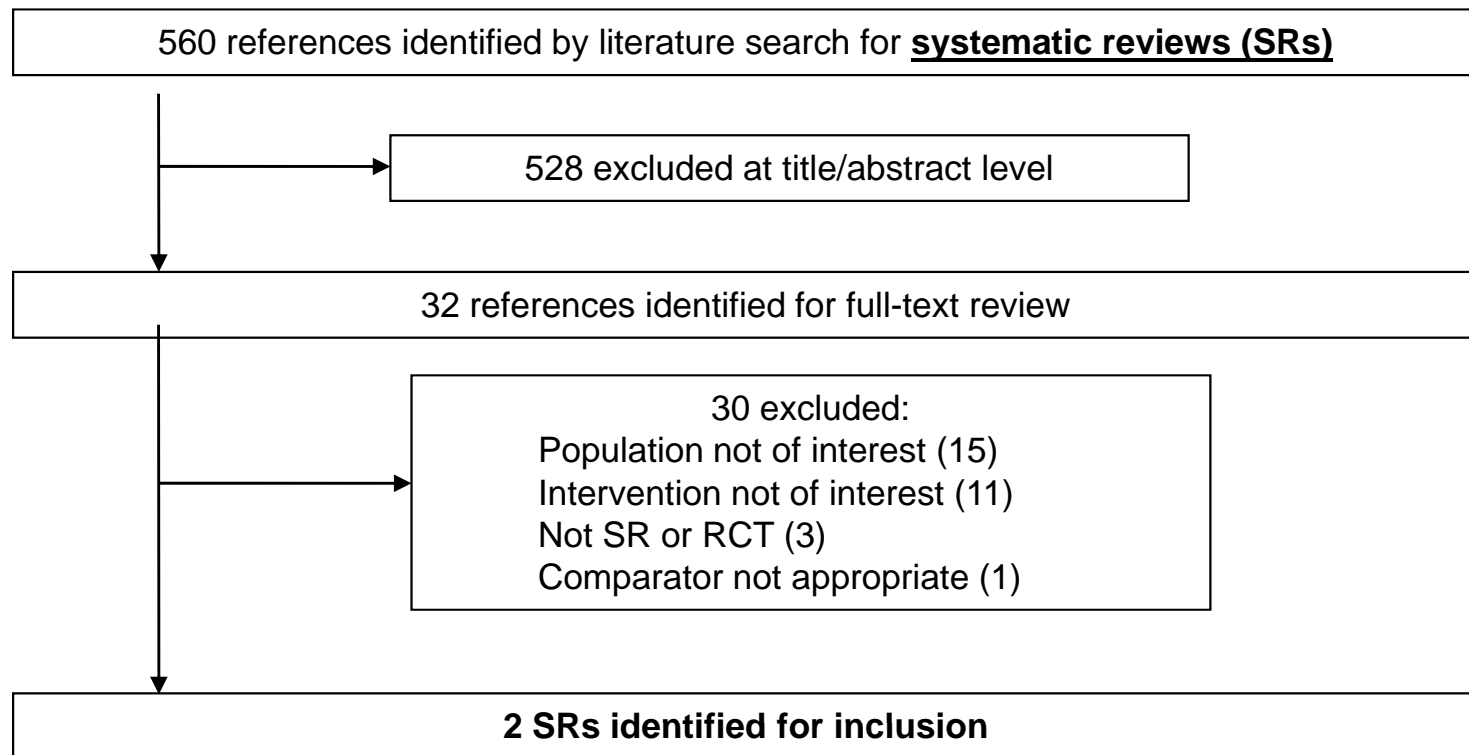 560 references identified by literature search for systematic reviews (SRs)
528 excluded at title/abstract level
32 references identified for full-text review
30 excluded:
Population not of interest (15)
Intervention not of interest (11)
Not SR or RCT (3)
Comparator not appropriate (1)
2 SRs identified for inclusion